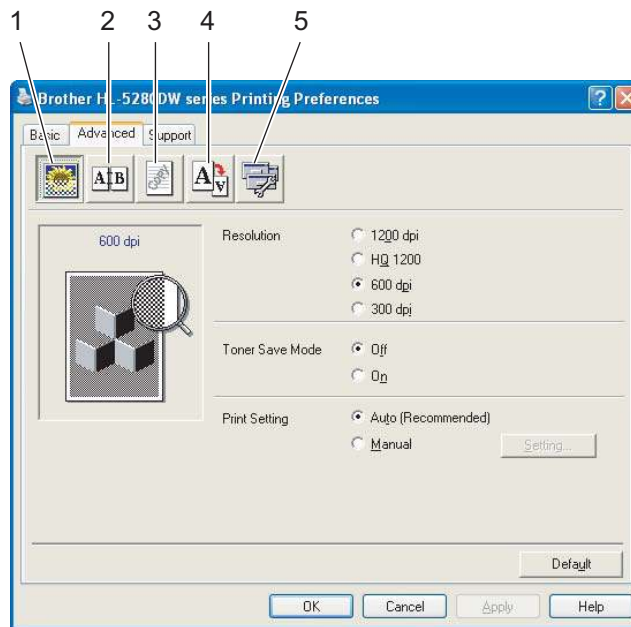 1 2 3 4 5
Brother HL-5280DW series Printing Preferences
Basic Advanced Support
A B A
600 dpi
Resolution
1200 dpi
HQ 1200
600 dpi
300 dpi
Toner Save Mode
Off
On
Print Setting
Auto (Recommended)
Manual
Setting...
Default
OK Cancel Apply Help